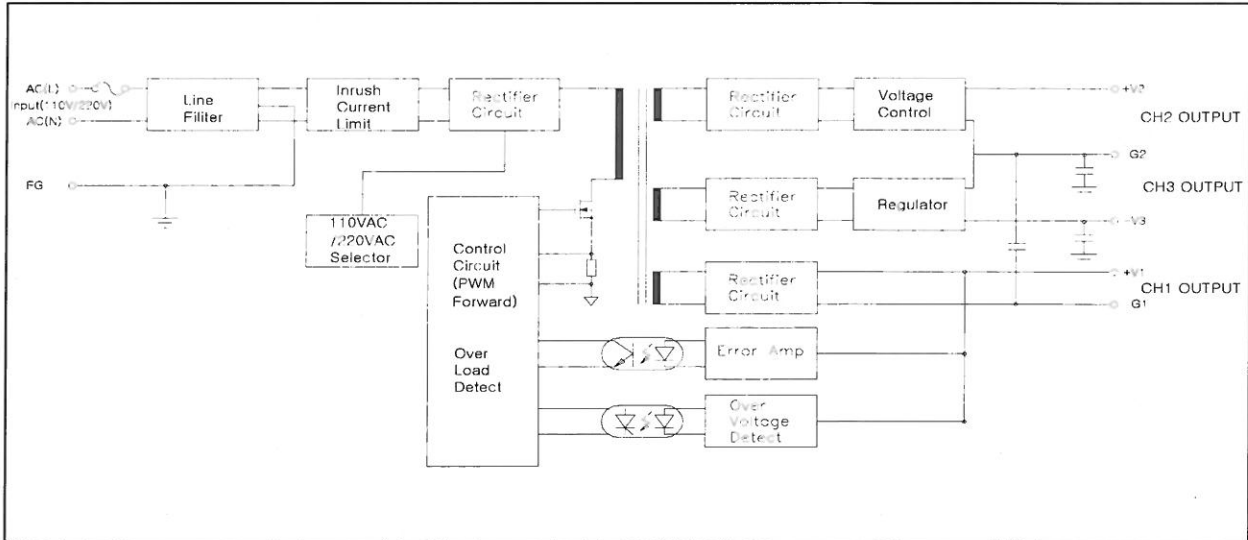 AC(L)
Input(110V/220V)
AC(N)
FG
Line
Filiter
Inrush
Current
Limit
Rectifier
Circuit
110VAC
/220VAC
Selector
Control
Circuit
(PWM
Forward)
Over
Load
Detect
Rectifier
Circuit
Voltage
Control
Rectifier
Circuit
Regulator
Rectifier
Circuit
Error Amp
Over
Voltage
Detect
+V2
CH2 OUTPUT
G2
CH3 OUTPUT
-V3
+V1
CH1 OUTPUT
G1